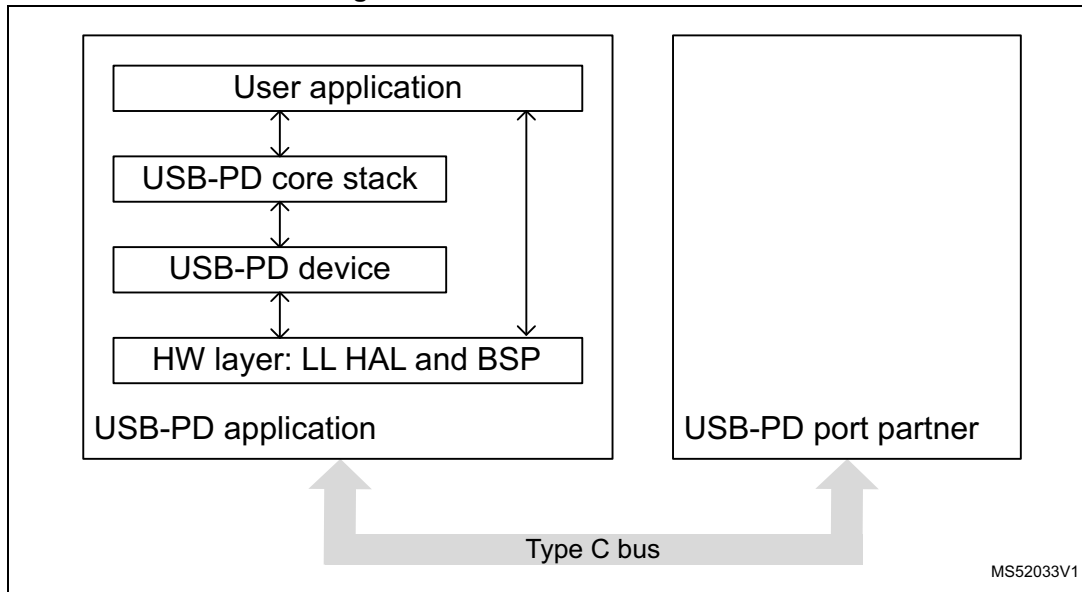 User application
USB-PD core stack
USB-PD device
HW layer: LL HAL and BSP
USB-PD application
USB-PD port partner
Type C bus
MS52033V1